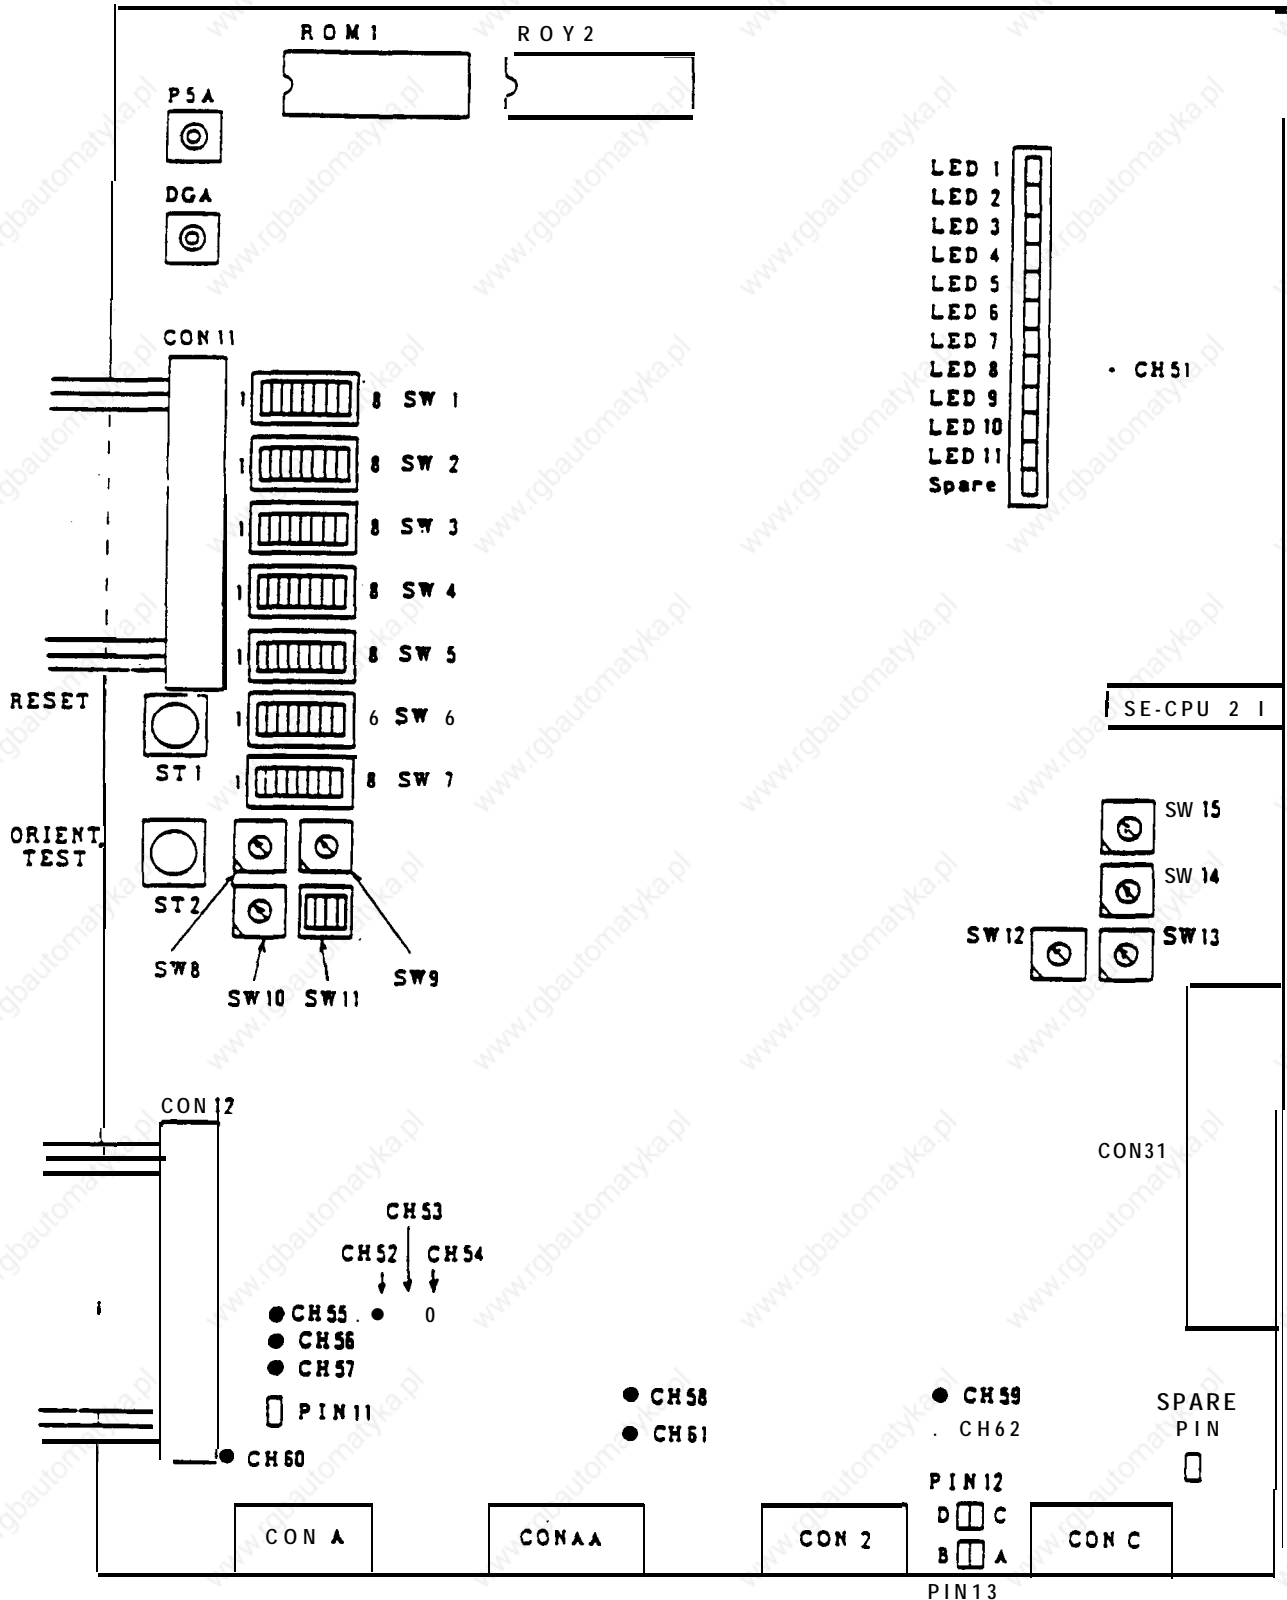 ROM1
ROY2
P5A
DGA
LED 1
LED 2
LED 3
LED 4
LED 5
LED 6
LED 7
LED 8
LED 9
LED 10
LED 11
Spare
CH51
CON11
1 8 SW 1
1 8 SW 2
1 8 SW 3
1 8 SW 4
1 8 SW 5
1 6 SW 6
1 8 SW 7
RESET
ST1
ORIENT.
TEST
ST2
SW8
SW10
SW11
SW9
SE-CPU 2 I
SW15
SW14
SW12
SW13
CON12
CON31
CH53
CH52
CH54
CH55
0
CH56
CH57
PIN11
CH60
CH58
CH61
CH59
CH62
SPARE
PIN
PIN12
D C
B A
PIN13
CON A
CONAA
CON 2
CON C
www.rgbautomatyka.pl